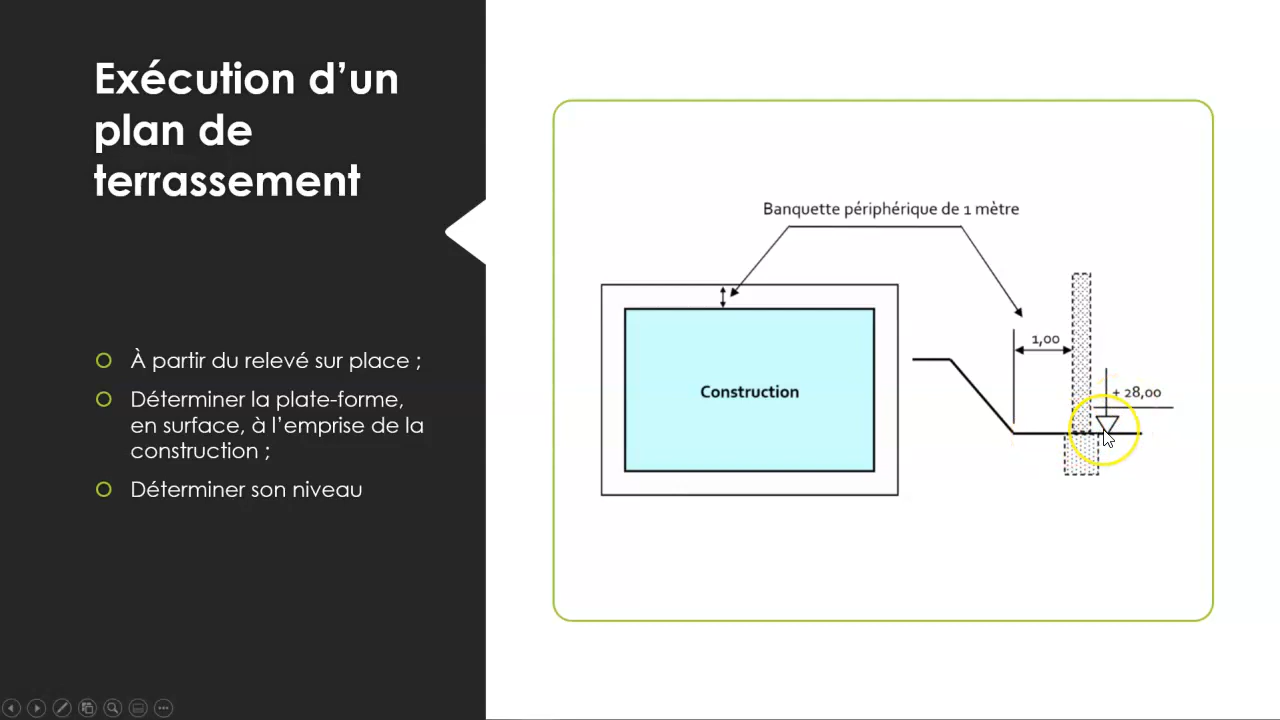 Exécution d’un
plan de
terrassement
À partir du relevé sur place ;
Déterminer la plate-forme,
en surface, à l’emprise de la
construction ;
Déterminer son niveau
Banquette périphérique de 1 mètre
1,00
+ 28,00
Construction